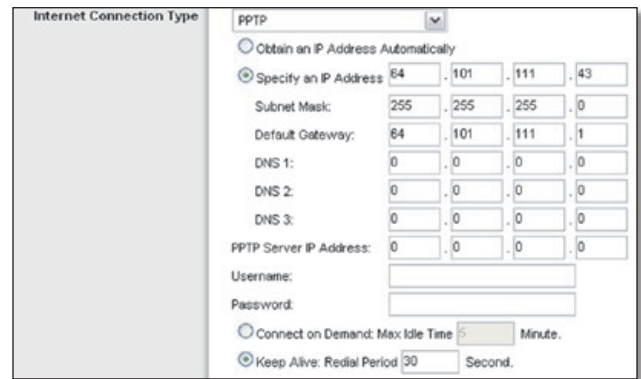 Internet Connection Type PPTP
Obtain an IP Address Automatically
Specify an IP Address 64 . 101 . 111 . 43
Subnet Mask: 255 . 255 . 255 . 0
Default Gateway: 64 . 101 . 111 . 1
DNS 1: 0 . 0 . 0 . 0
DNS 2: 0 . 0 . 0 . 0
DNS 3: 0 . 0 . 0 . 0
PPTP Server IP Address: 0 . 0 . 0 . 0
Username:
Password:
Connect on Demand: Max Idle Time 5 Minute.
Keep Alive: Redial Period 30 Second.